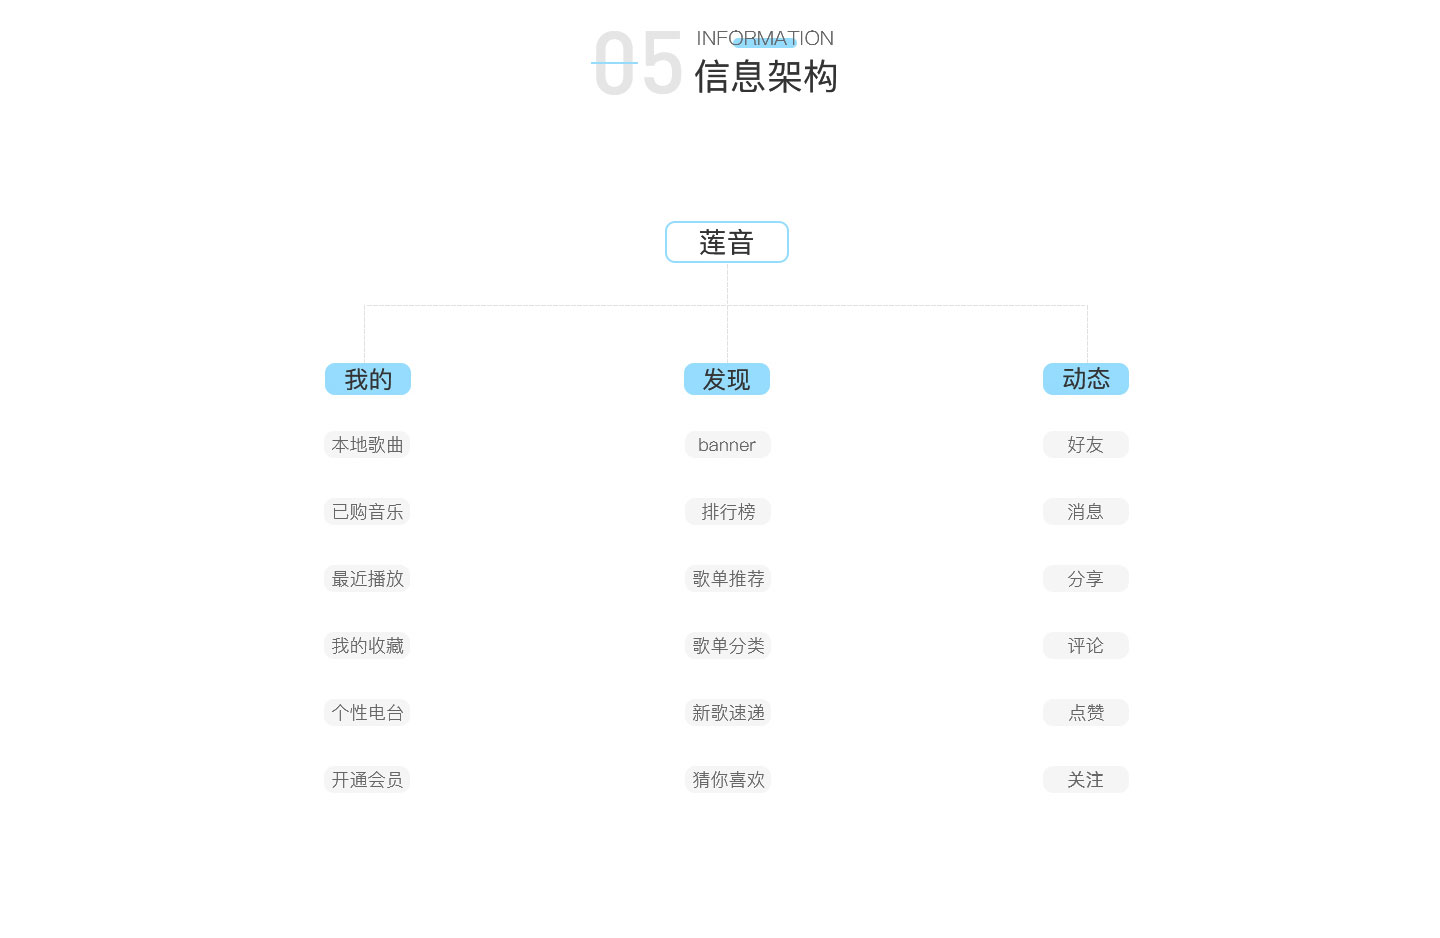 05
INFORMATION
信息架构
莲音
我的
发现
动态
本地歌曲
banner
好友
已购音乐
排行榜
消息
最近播放
歌单推荐
分享
我的收藏
歌单分类
评论
个性电台
新歌速递
点赞
开通会员
猜你喜欢
关注